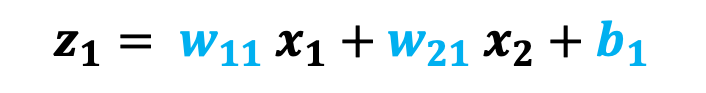 z₁ = w₁₁ x₁ + w₂₁ x₂ + b₁